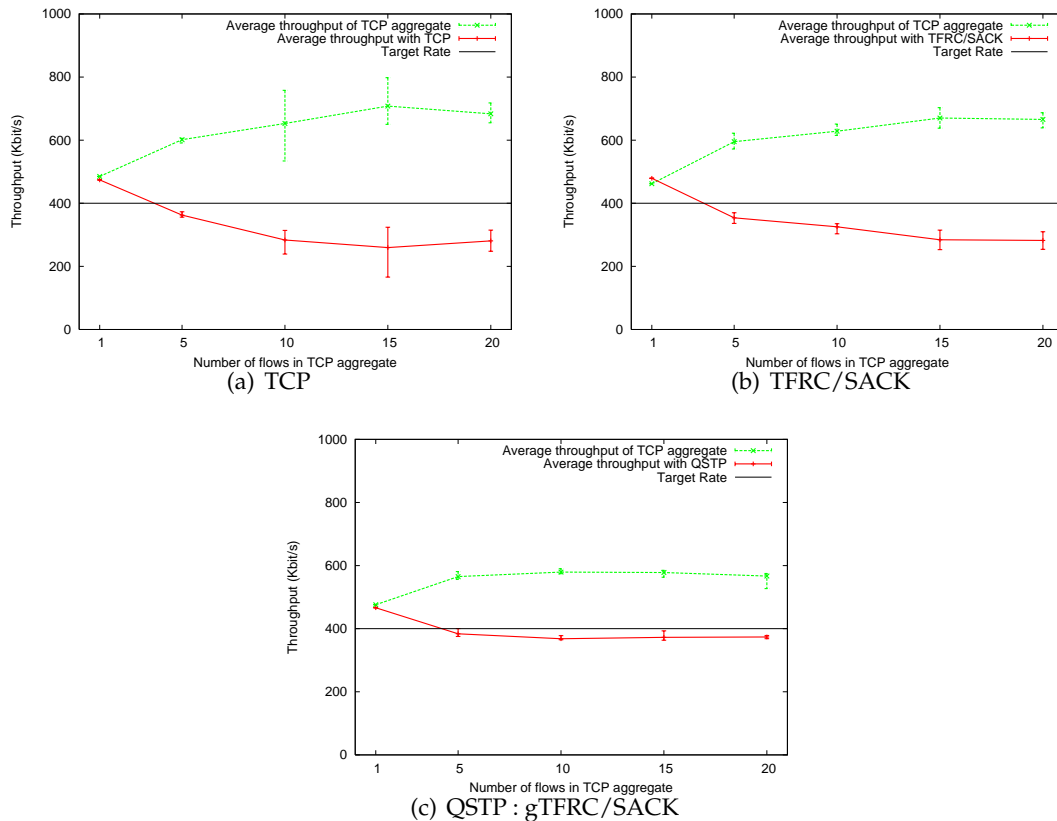 Average throughput of TCP aggregate
Average throughput with TCP
Target Rate
Throughput (Kbit/s)
1000
800
600
400
200
0
1 5 10 15 20
Number of flows in TCP aggregate
(a) TCP
Average throughput of TCP aggregate
Average throughput with TFRC/SACK
Target Rate
Throughput (Kbit/s)
1000
800
600
400
200
0
1 5 10 15 20
Number of flows in TCP aggregate
(b) TFRC/SACK
Average throughput of TCP aggregate
Average throughput with QSTP
Target Rate
Throughput (Kbit/s)
1000
800
600
400
200
0
1 5 10 15 20
Number of flows in TCP aggregate
(c) QSTP : gTFRC/SACK